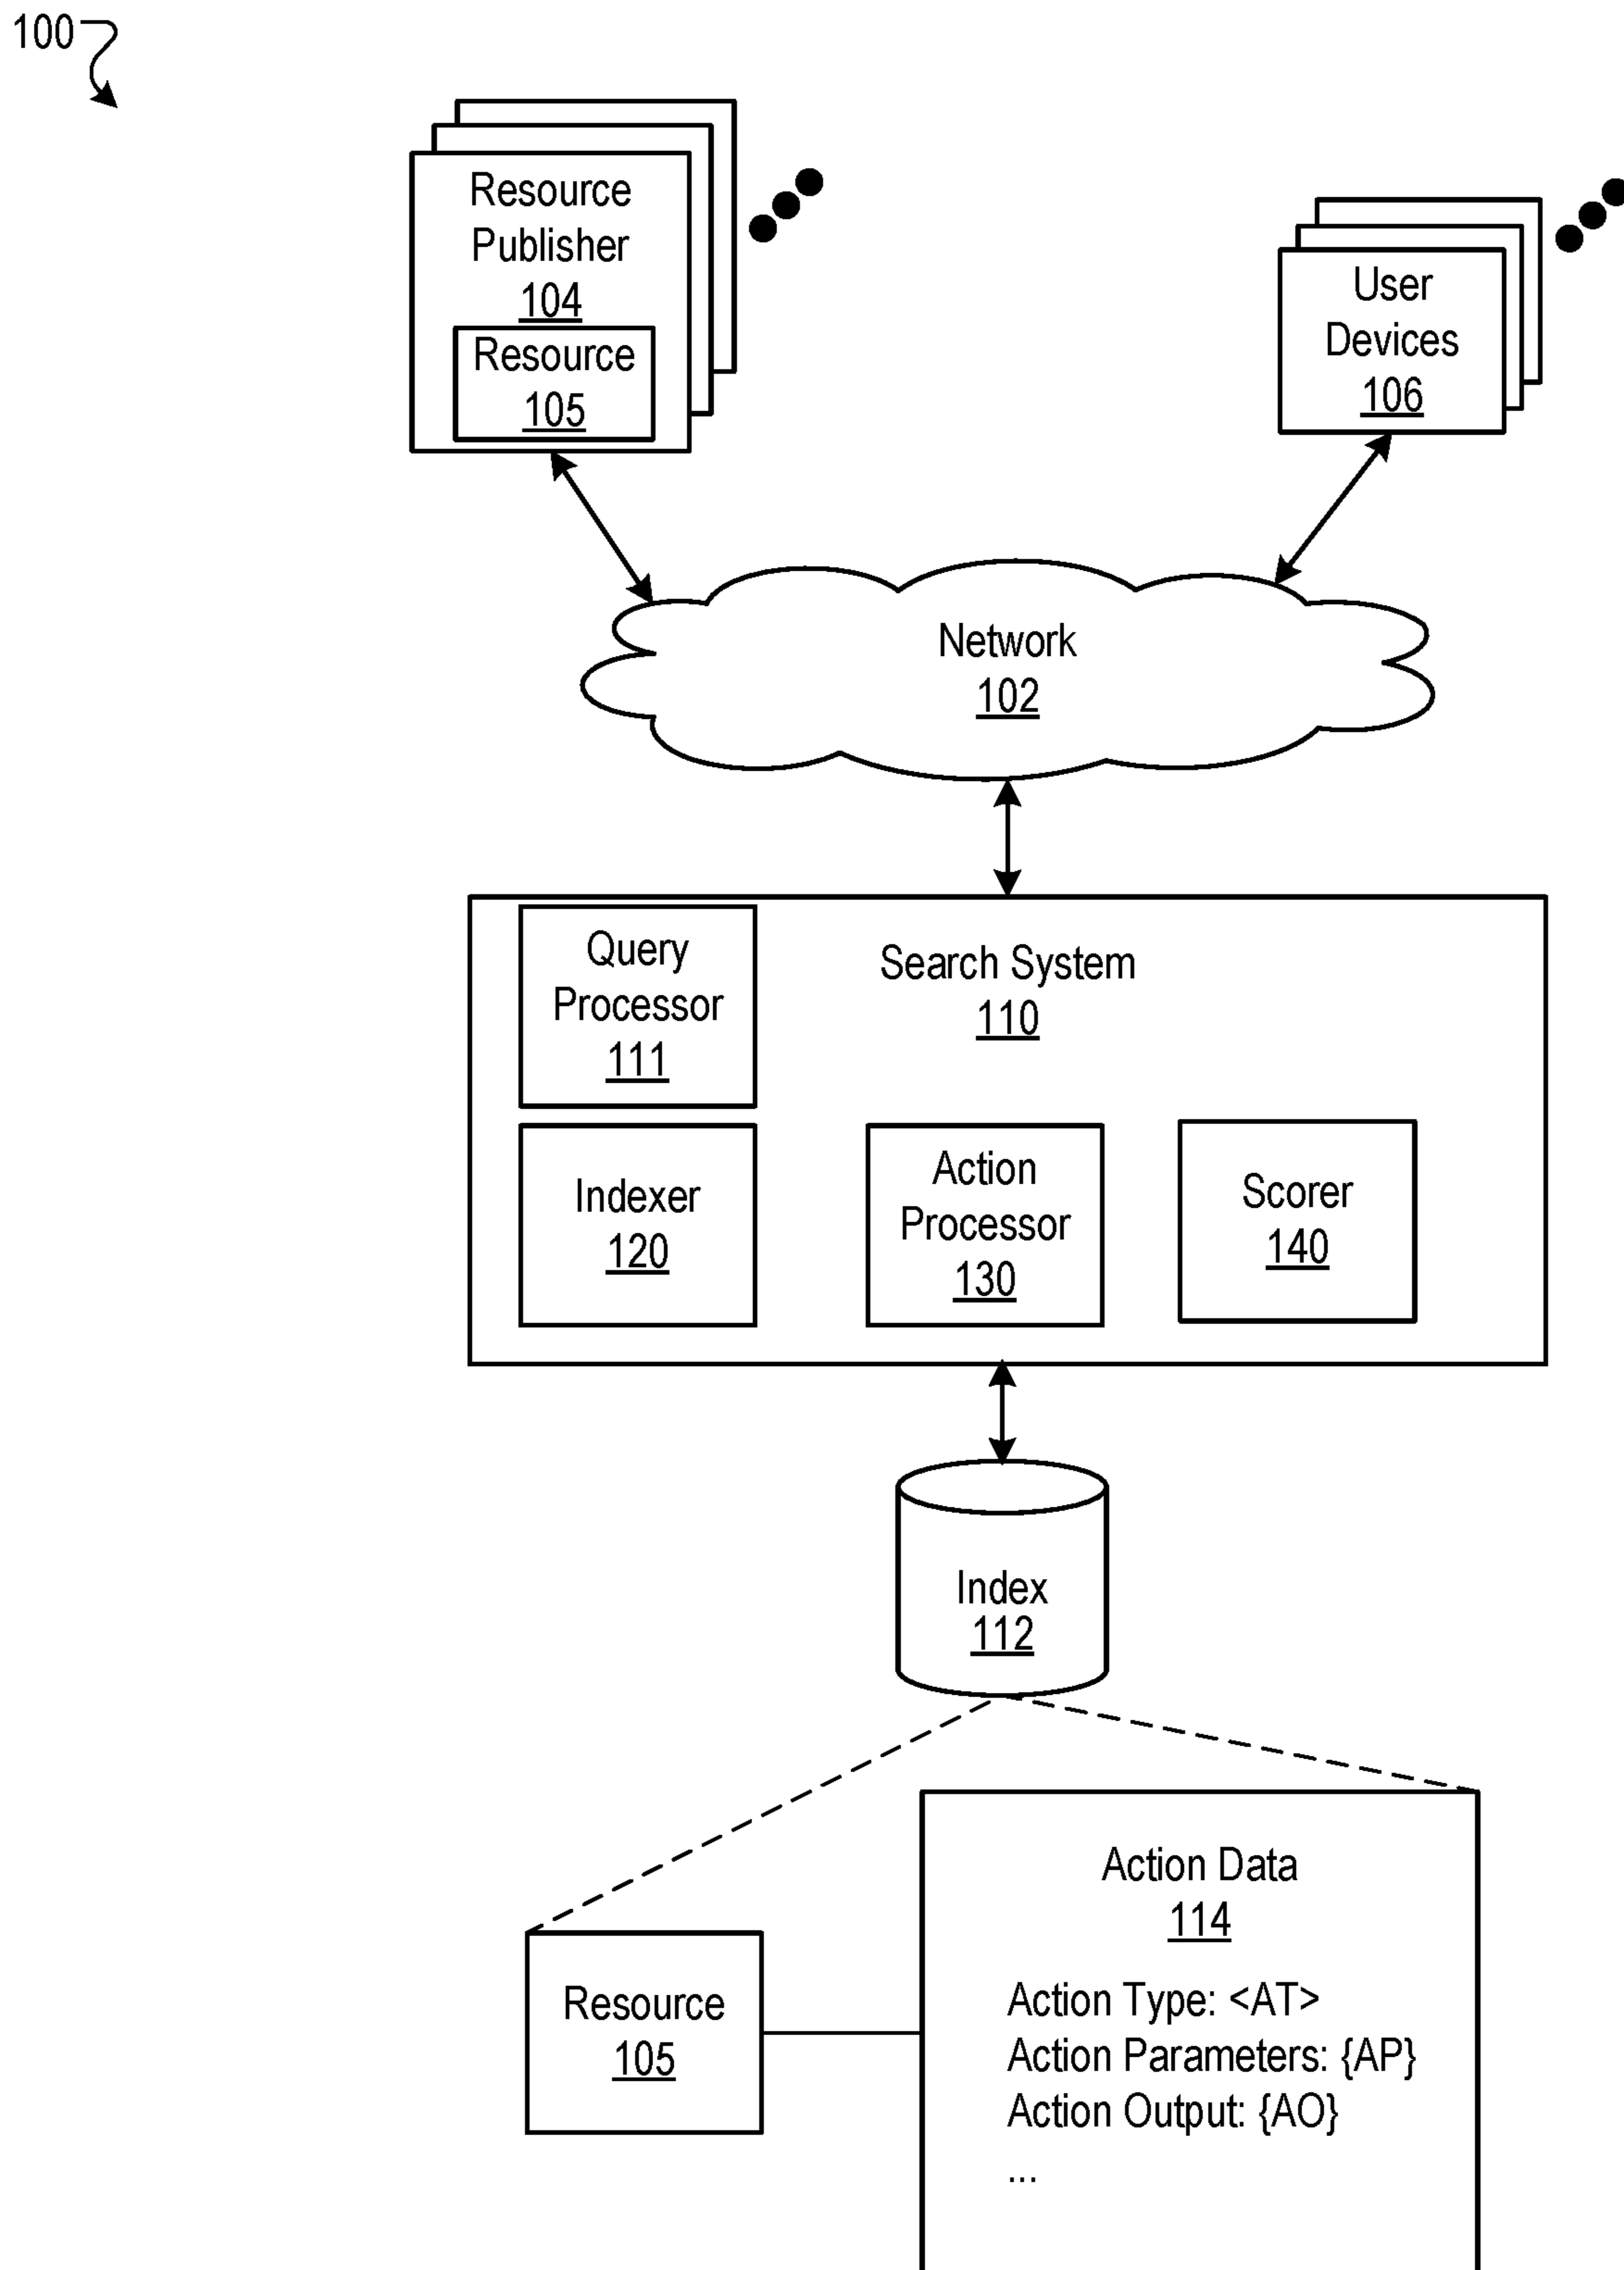 100
Resource
Publisher
104
Resource
105
User
Devices
106
Network
102
Query
Processor
111
Search System
110
Indexer
120
Action
Processor
130
Scorer
140
Index
112
Action Data
114
Action Type: <AT>
Action Parameters: {AP}
Action Output: {AO}
...
Resource
105